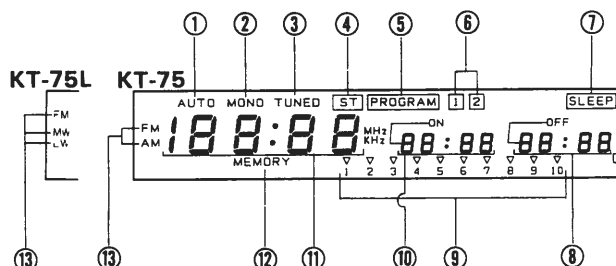 ① ② ③ ④ ⑤ ⑥ ⑦
KT-75L KT-75
AUTO MONO TUNED ST PROGRAM 1 2 SLEEP
FM FM 188:88 MHz ON OFF
MW AM KHz 88:88 88:88
LW MEMORY
1 2 3 4 5 6 7 8 9 10
⑬ ⑬ ⑫ ⑪ ⑩ ⑨ ⑧